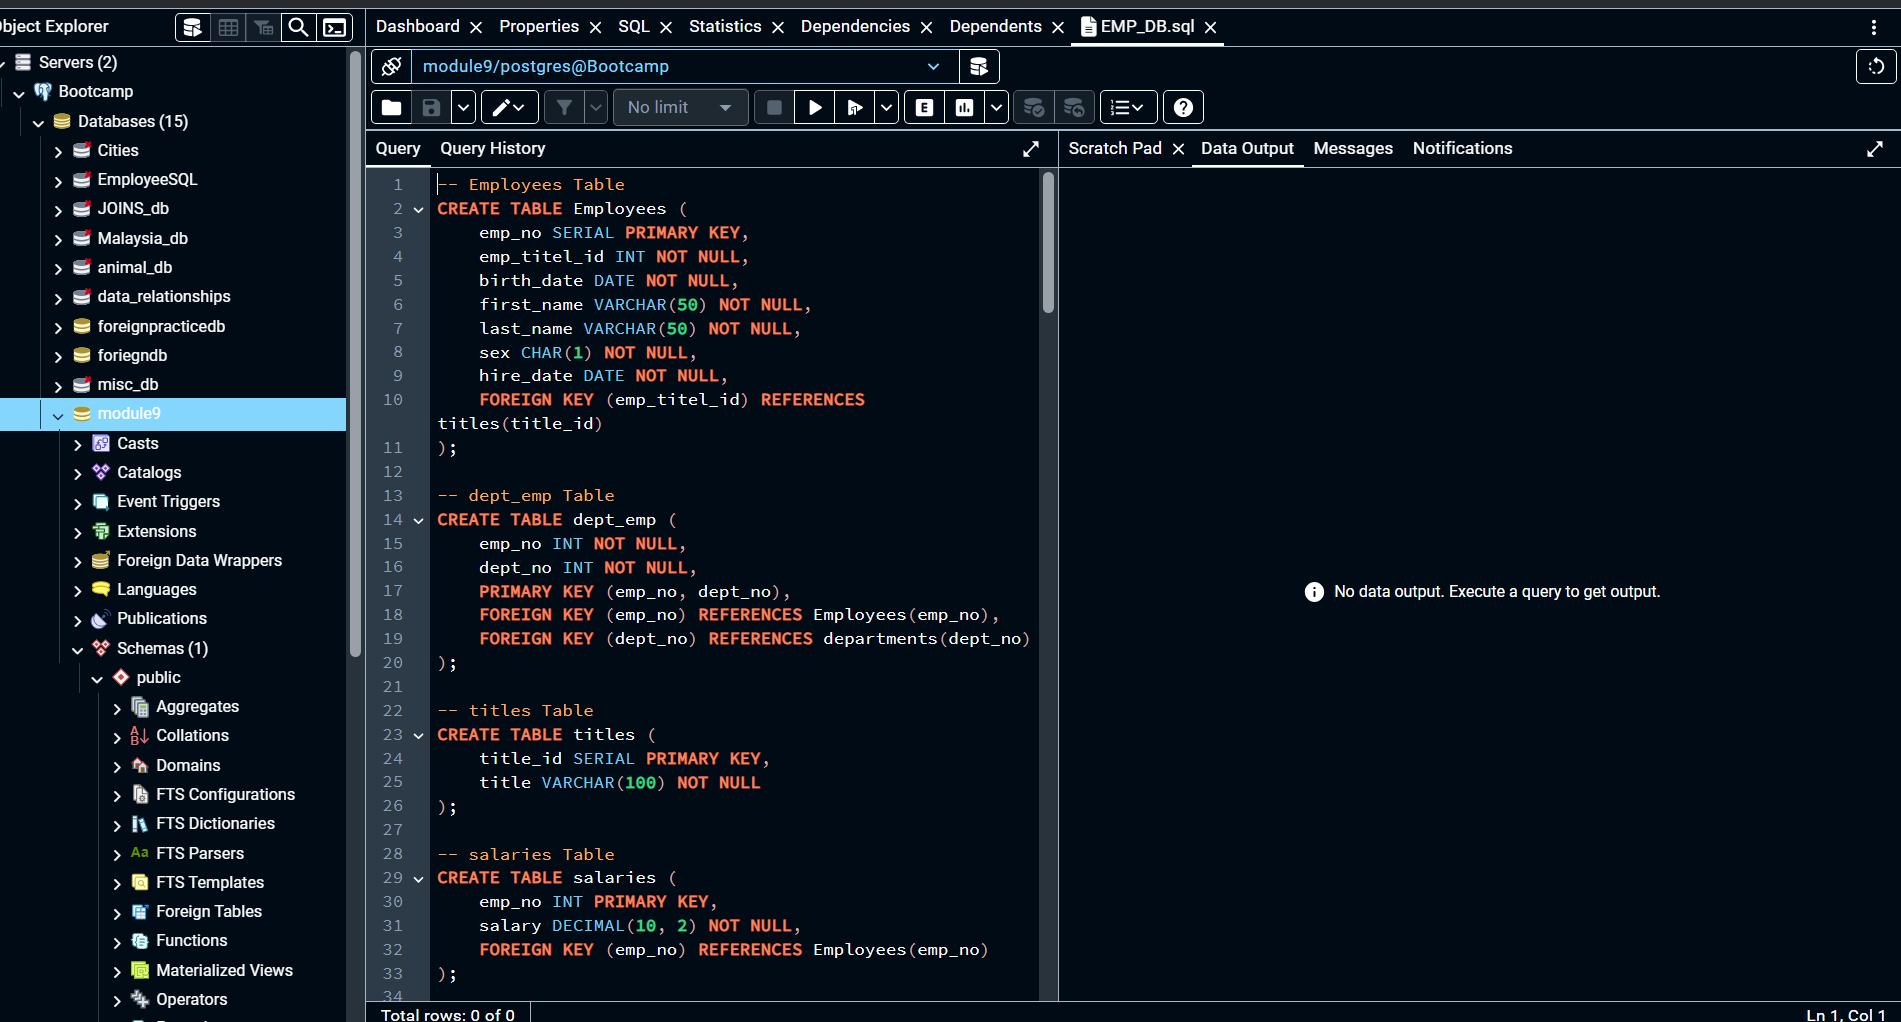 bject Explorer
Dashboard
Properties
SQL
Statistics
Dependencies
Dependents
EMP_DB.sql
Servers (2)
Bootcamp
Databases (15)
Cities
EmployeeSQL
JOINS_db
Malaysia_db
animal_db
data_relationships
foreignpracticedb
foriegndb
misc_db
module9
Casts
Catalogs
Event Triggers
Extensions
Foreign Data Wrappers
Languages
Publications
Schemas (1)
public
Aggregates
Collations
Domains
FTS Configurations
FTS Dictionaries
Aa FTS Parsers
FTS Templates
Foreign Tables
Functions
Materialized Views
Operators
module9/postgres@Bootcamp
No limit
E
Query
Query History
1 -- Employees Table
2 CREATE TABLE Employees (
3 emp_no SERIAL PRIMARY KEY,
4 emp_titel_id INT NOT NULL,
5 birth_date DATE NOT NULL,
6 first_name VARCHAR(50) NOT NULL,
7 last_name VARCHAR(50) NOT NULL,
8 sex CHAR(1) NOT NULL,
9 hire_date DATE NOT NULL,
10 FOREIGN KEY (emp_titel_id) REFERENCES
titles(title_id)
11 );
12
13 -- dept_emp Table
14 CREATE TABLE dept_emp (
15 emp_no INT NOT NULL,
16 dept_no INT NOT NULL,
17 PRIMARY KEY (emp_no, dept_no),
18 FOREIGN KEY (emp_no) REFERENCES Employees(emp_no),
19 FOREIGN KEY (dept_no) REFERENCES departments(dept_no)
20 );
21
22 -- titles Table
23 CREATE TABLE titles (
24 title_id SERIAL PRIMARY KEY,
25 title VARCHAR(100) NOT NULL
26 );
27
28 -- salaries Table
29 CREATE TABLE salaries (
30 emp_no INT PRIMARY KEY,
31 salary DECIMAL(10, 2) NOT NULL,
32 FOREIGN KEY (emp_no) REFERENCES Employees(emp_no)
33 );
34
Scratch Pad
Data Output
Messages
Notifications
No data output. Execute a query to get output.
Total rows: 0 of 0
Ln 1, Col 1